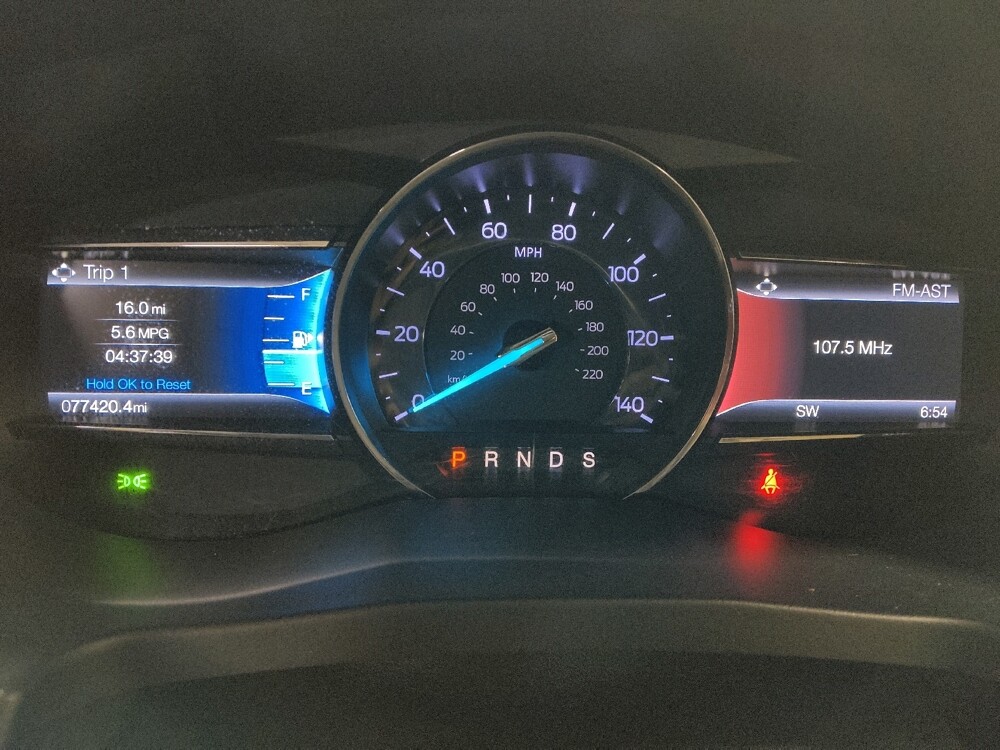 Trip 1
16.0 mi
5.6 MPG
04:37:39
Hold OK to Reset
077420.4mi
F
E
0
20
40
60
80
100
120
140
MPH
km/h
20
40
60
80
100
120
140
160
180
200
220
P R N D S
FM-AST
107.5 MHz
SW 6:54